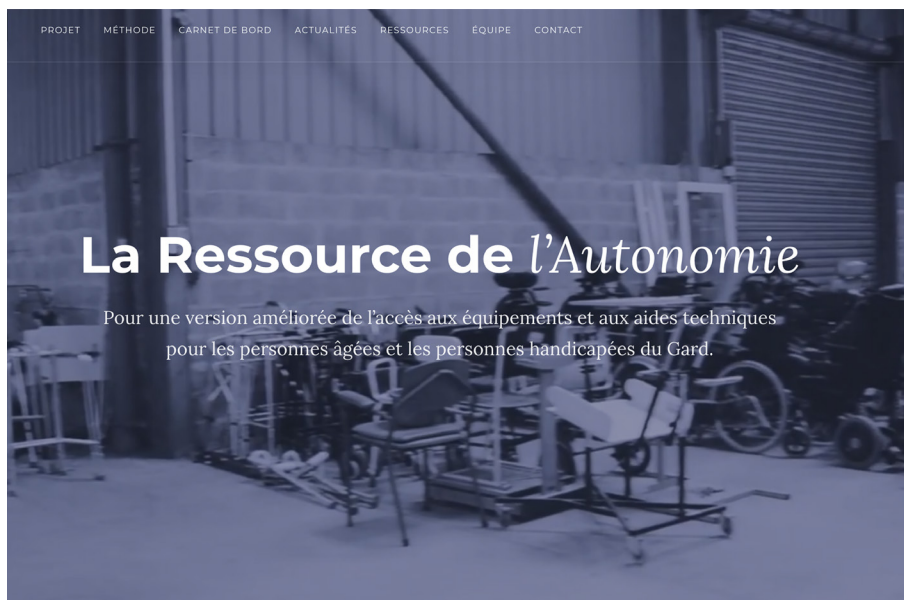 PROJET MÉTHODE CARNET DE BORD ACTUALITÉS RESSOURCES ÉQUIPE CONTACT
La Ressource de l’Autonomie
Pour une version améliorée de l’accès aux équipements et aux aides techniques
pour les personnes âgées et les personnes handicapées du Gard.